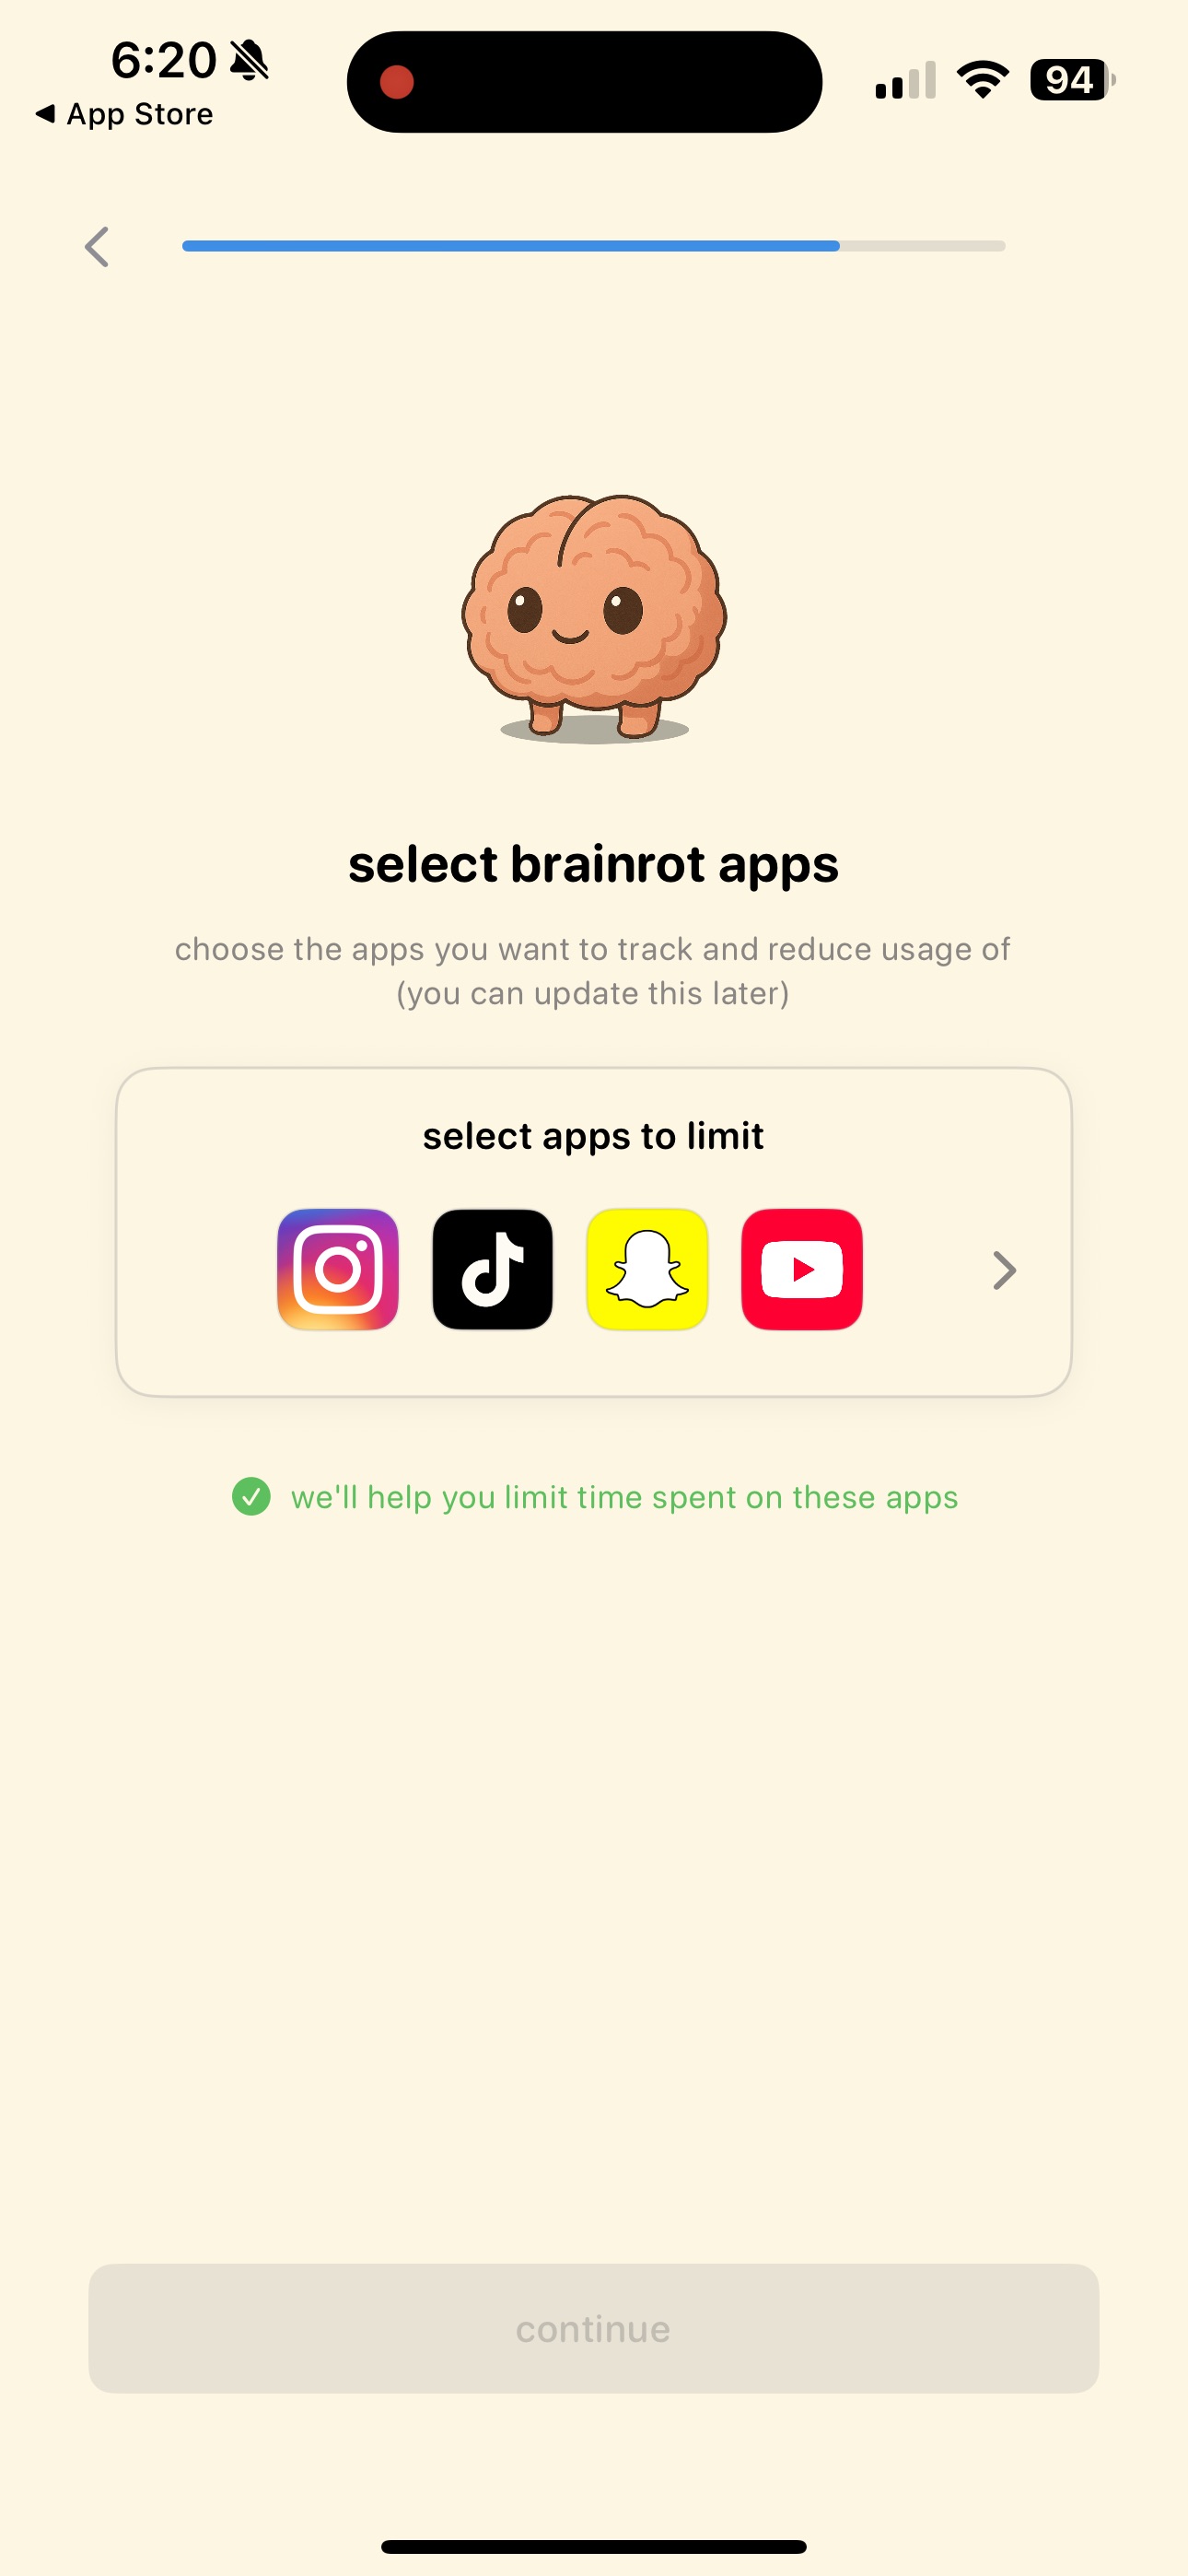 6:20
94
App Store
select brainrot apps
choose the apps you want to track and reduce usage of
(you can update this later)
select apps to limit
we'll help you limit time spent on these apps
continue